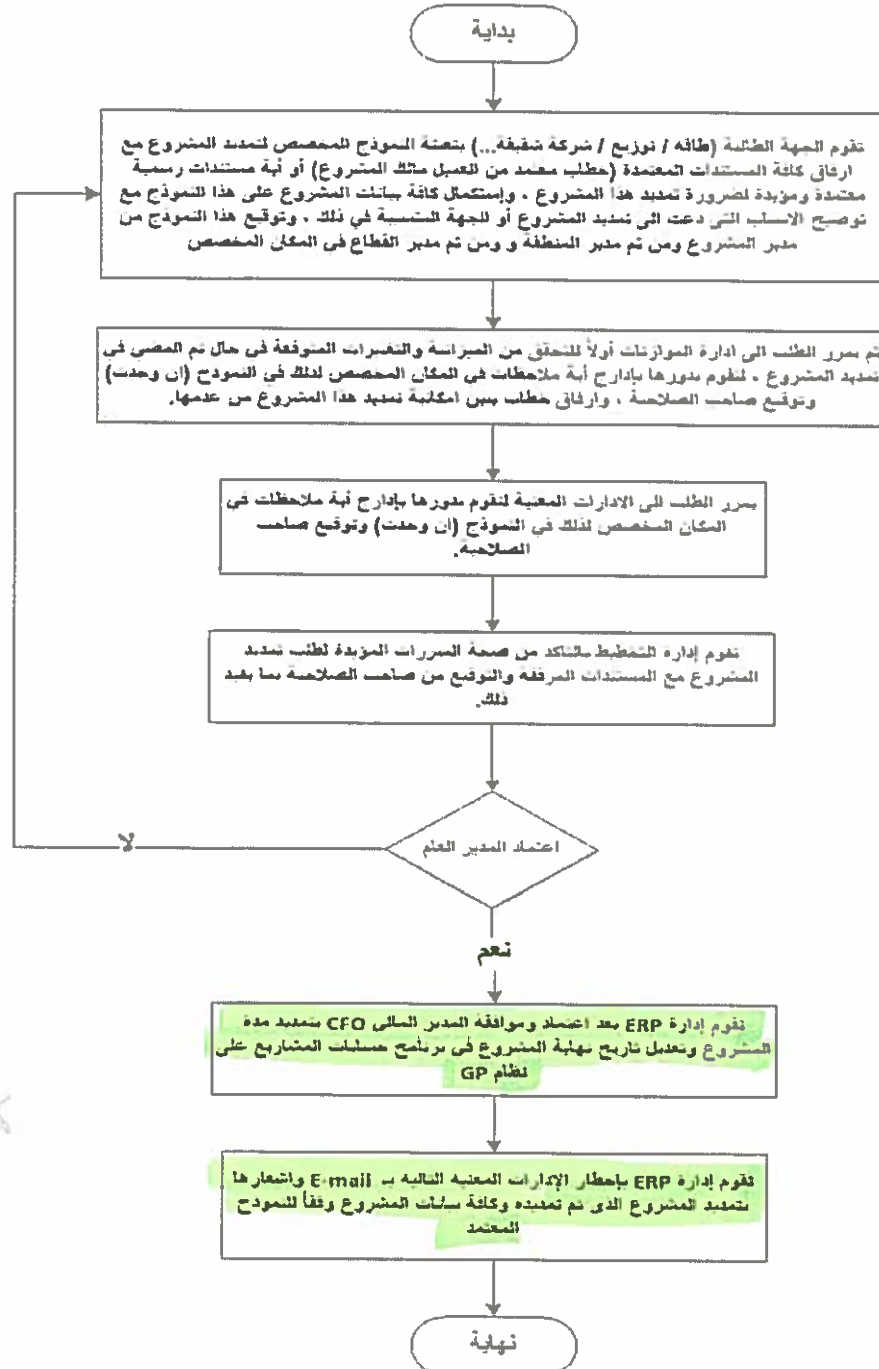 بداية
تقوم الجهة الطالبة (طاقه / توزيع / شركة شقيقة...) بتعبئة النموذج المخصص لتمديد المشروع مع
ارفاق كافة المستندات المعتمدة (خطاب معتمد من العميل مالك المشروع) أو أية مستندات رسمية
معتمدة ومؤيدة لضرورة تمديد هذا المشروع ، وإستكمال كافة بيانات المشروع على هذا النموذج مع
توضيح الاسباب التي دعت الى تمديد المشروع أو الجهة المتسببة في ذلك ، وتوقيع هذا النموذج من
مدير المشروع ومن ثم مدير المنطقة و ومن ثم مدير القطاع في المكان المخصص
ثم يمرر الطلب الى ادارة الموازنات أولاً للتحقق من الميزانية والتغيرات المتوقعة في حال تم المضي في
تمديد المشروع ، لتقوم بدورها بإدارج أية ملاحظات في المكان المخصص لذلك في النموذج (ان وجدت)
وتوقيع صاحب الصلاحية ، وارفاق خطاب يبين امكانية تمديد هذا المشروع من عدمها.
يمرر الطلب الى الادارات المعنية لتقوم بدورها بإدارج أية ملاحظات في
المكان المخصص لذلك في النموذج (ان وجدت) وتوقيع صاحب
الصلاحية.
تقوم إدارة التخطيط بالتاكد من صحة المبررات المؤيدة لطلب تمديد
المشروع مع المستندات المرفقة والتوقيع من صاحب الصلاحية بما يفيد
ذلك.
اعتماد المدير العام
لا
نعم
تقوم إدارة ERP بعد اعتماد وموافقة المدير المالي CFO بتمديد مدة
المشروع وتعديل تاريخ نهاية المشروع في برنامج حسابات المشاريع على
نظام GP
تقوم إدارة ERP بإخطار الإدارات المعنية التالية بـ E-mail واشعارها
بتمديد المشروع الذي تم تمديده وكافة بيانات المشروع وفقاً للنموذج
المعتمد
نهاية